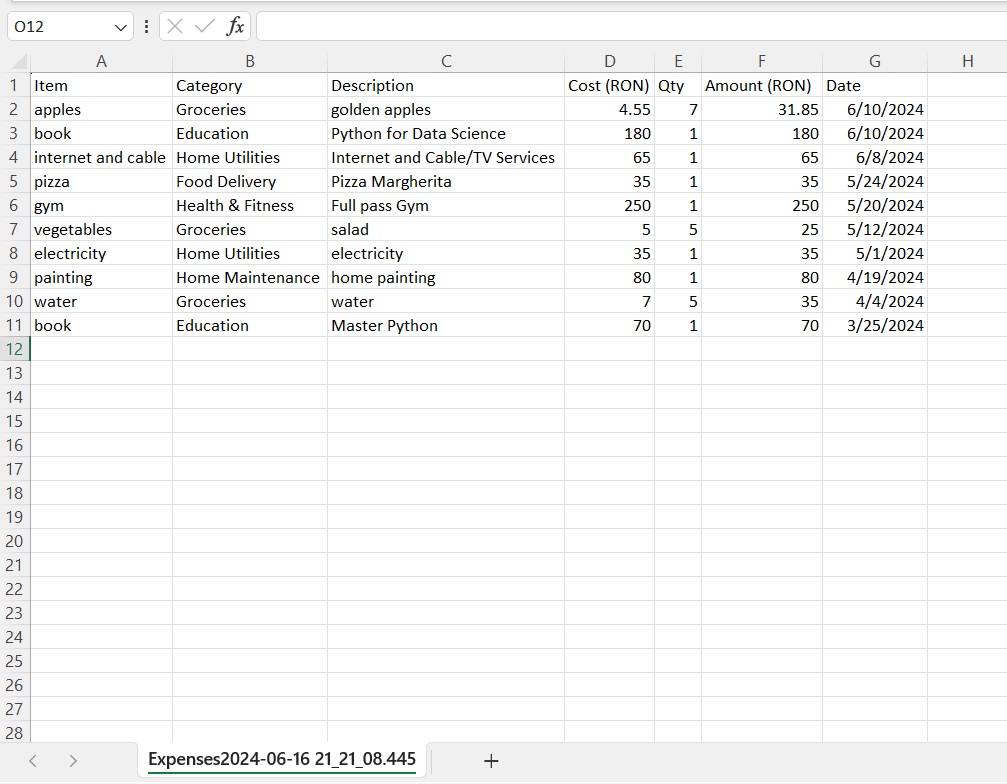 O12 fx
A B C D E F G H
1 Item Category Description Cost (RON) Qty Amount (RON) Date
2 apples Groceries golden apples 4.55 7 31.85 6/10/2024
3 book Education Python for Data Science 180 1 180 6/10/2024
4 internet and cable Home Utilities Internet and Cable/TV Services 65 1 65 6/8/2024
5 pizza Food Delivery Pizza Margherita 35 1 35 5/24/2024
6 gym Health & Fitness Full pass Gym 250 1 250 5/20/2024
7 vegetables Groceries salad 5 5 25 5/12/2024
8 electricity Home Utilities electricity 35 1 35 5/1/2024
9 painting Home Maintenance home painting 80 1 80 4/19/2024
10 water Groceries water 7 5 35 4/4/2024
11 book Education Master Python 70 1 70 3/25/2024
12
13
14
15
16
17
18
19
20
21
22
23
24
25
26
27
28
Expenses2024-06-16 21_21_08.445